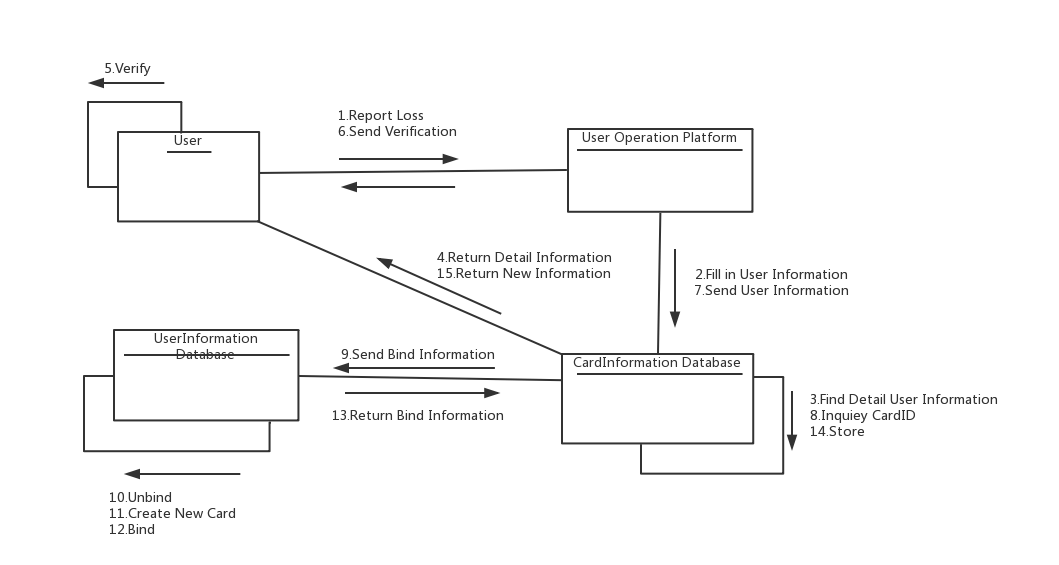 5.Verify
User
1.Report Loss
6.Send Verification
User Operation Platform
4.Return Detail Information
15.Return New Information
2.Fill in User Information
7.Send User Information
UserInformation
Database
9.Send Bind Information
13.Return Bind Information
CardInformation Database
3.Find Detail User Information
8.Inquiey CardID
14.Store
10.Unbind
11.Create New Card
12.Bind